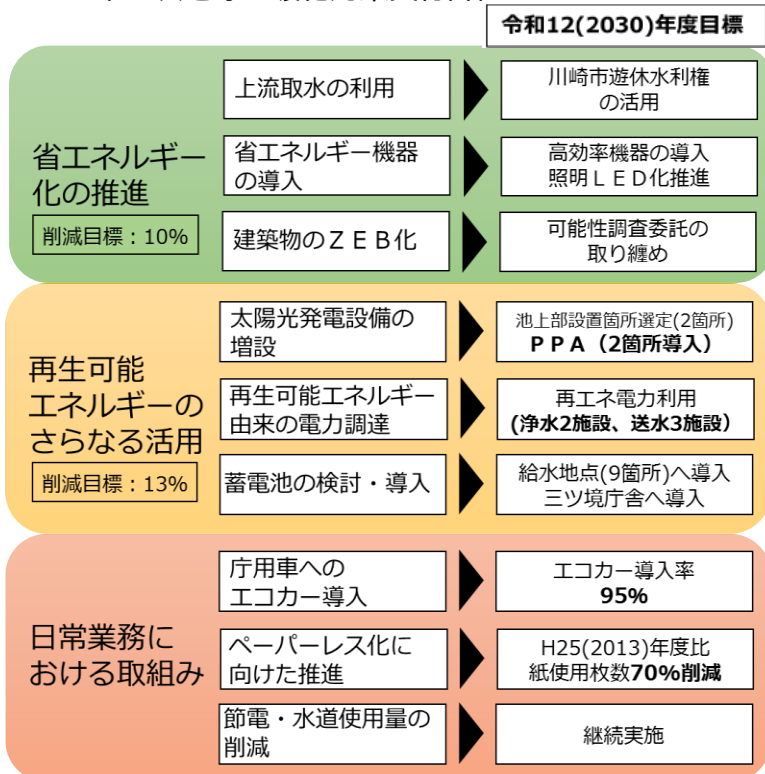 令和12(2030)年度目標
省エネルギー
化の推進
削減目標：10%
上流取水の利用
川崎市遊休水利権
の活用
省エネルギー機器
の導入
高効率機器の導入
照明ＬＥＤ化推進
建築物のＺＥＢ化
可能性調査委託の
取り纏め
再生可能
エネルギーの
さらなる活用
削減目標：13%
太陽光発電設備の
増設
池上部設置箇所選定(2箇所)
ＰＰＡ（2箇所導入）
再生可能エネルギー
由来の電力調達
再エネ電力利用
(浄水2施設、送水3施設）
蓄電池の検討・導入
給水地点(9箇所)へ導入
三ツ境庁舎へ導入
日常業務に
おける取組み
庁用車への
エコカー導入
エコカー導入率
95%
ペーパーレス化に
向けた推進
H25(2013)年度比
紙使用枚数70%削減
節電・水道使用量の
削減
継続実施